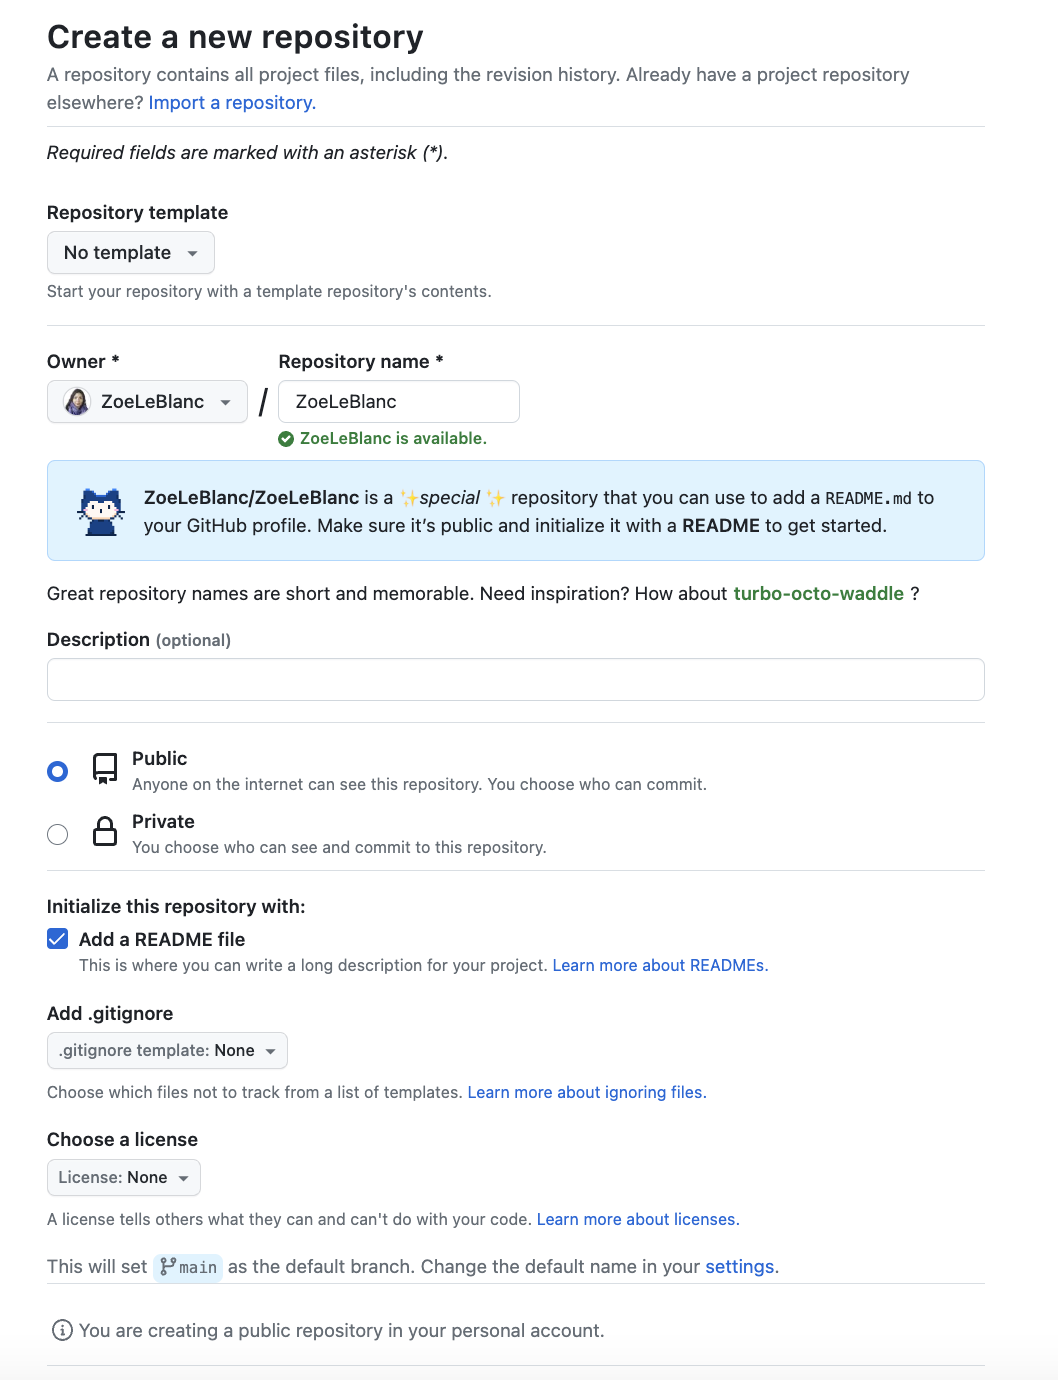 Create a new repository
A repository contains all project files, including the revision history. Already have a project repository
elsewhere? Import a repository.
Required fields are marked with an asterisk (*).
Repository template
No template
Start your repository with a template repository's contents.
Owner *
Repository name *
ZoeLeBlanc
/
ZoeLeBlanc
ZoeLeBlanc is available.
ZoeLeBlanc/ZoeLeBlanc is a ✨special ✨ repository that you can use to add a README.md to
your GitHub profile. Make sure it’s public and initialize it with a README to get started.
Great repository names are short and memorable. Need inspiration? How about turbo-octo-waddle ?
Description (optional)
Public
Anyone on the internet can see this repository. You choose who can commit.
Private
You choose who can see and commit to this repository.
Initialize this repository with:
Add a README file
This is where you can write a long description for your project. Learn more about READMEs.
Add .gitignore
.gitignore template: None
Choose which files not to track from a list of templates. Learn more about ignoring files.
Choose a license
License: None
A license tells others what they can and can't do with your code. Learn more about licenses.
This will set main as the default branch. Change the default name in your settings.
You are creating a public repository in your personal account.